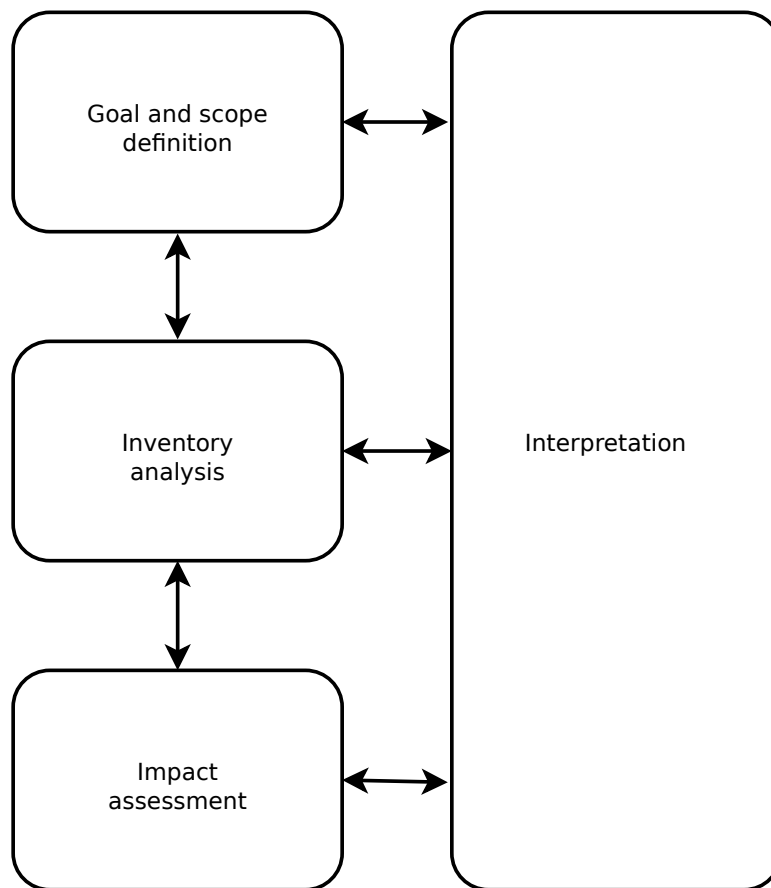 Goal and scope
definition
Inventory
analysis
Interpretation
Impact
assessment